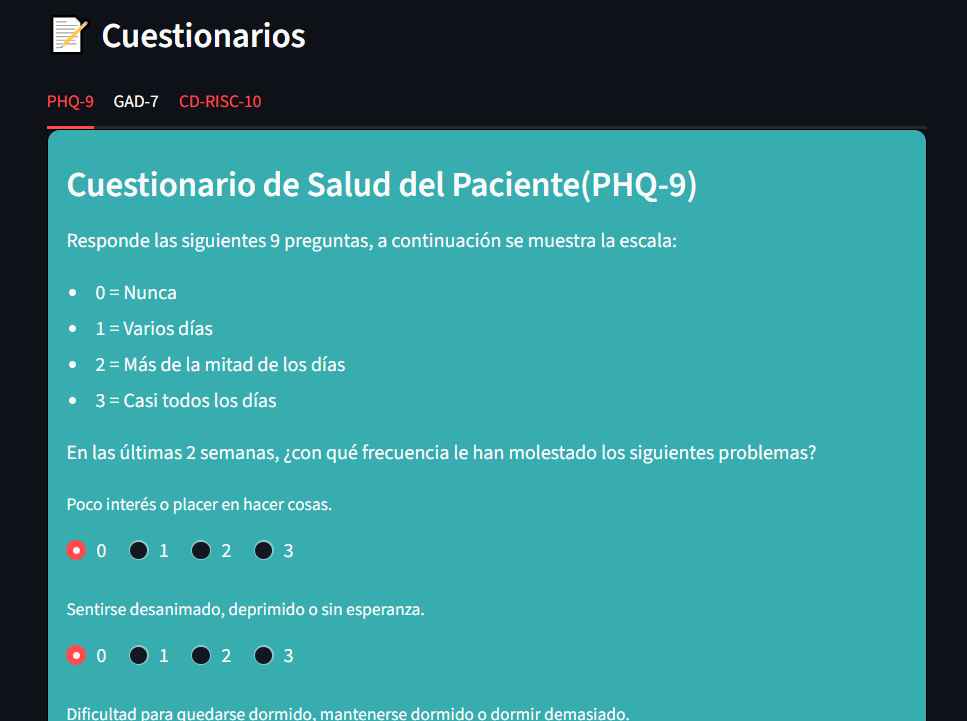 Cuestionarios
PHQ-9 GAD-7 CD-RISC-10
Cuestionario de Salud del Paciente(PHQ-9)
Responde las siguientes 9 preguntas, a continuación se muestra la escala:
• 0 = Nunca
• 1 = Varios días
• 2 = Más de la mitad de los días
• 3 = Casi todos los días
En las últimas 2 semanas, ¿con qué frecuencia le han molestado los siguientes problemas?
Poco interés o placer en hacer cosas.
0 1 2 3
Sentirse desanimado, deprimido o sin esperanza.
0 1 2 3
Dificultad para quedarse dormido, mantenerse dormido o dormir demasiado.